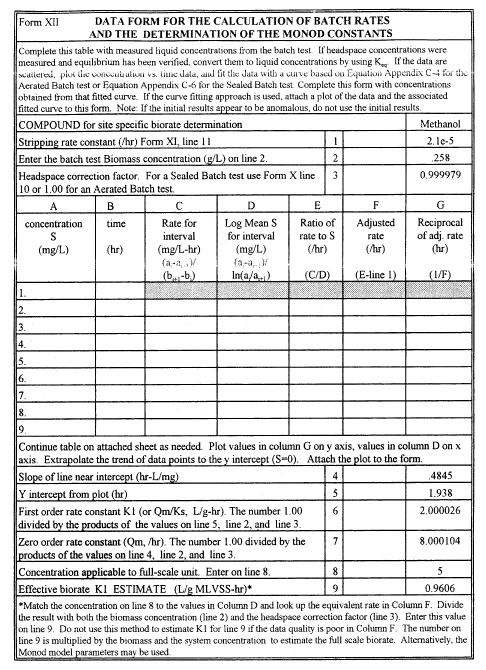 Form XII
DATA FORM FOR THE CALCULATION OF BATCH RATES
AND THE DETERMINATION OF THE MONOD CONSTANTS
Complete this table with measured liquid concentrations from the batch test. If headspace concentrations were
measured and equilibrium has been verified, convert them to liquid concentrations by using Keq. If the data are
scattered, plot the concentration vs. time data, and fit the data with a curve based on Equation Appendix C-4 for the
Aerated Batch test or Equation Appendix C-6 for the Sealed Batch test. Complete this form with concentrations
obtained from that fitted curve. If the curve fitting approach is used, attach a plot of the data and the associated
fitted curve to this form. Note: If the initial results appear to be anomalous, do not use the initial results.
COMPOUND for site specific biorate determination Methanol
Stripping rate constant (/hr) Form XI, line 11 1 2.1e-5
Enter the batch test Biomass concentration (g/L) on line 2. 2 .258
Headspace correction factor. For a Sealed Batch test use Form X line 3 0.999979
10 or 1.00 for an Aerated Batch test.
A B C D E F G
concentration time Rate for Log Mean S Ratio of Adjusted Reciprocal
S interval for interval rate to S rate of adj. rate
(mg/L) (hr) (mg/L-hr) (mg/L) (/hr) (/hr) (hr)
(ai-ai+1)/ (ai-ai+1)/
(bi+1-bi) ln(ai/ai+1) (C/D) (E-line 1) (1/F)
1.
2.
3.
4.
5.
6.
7.
8.
9.
Continue table on attached sheet as needed. Plot values in column G on y axis, values in column D on x
axis. Extrapolate the trend of data points to the y intercept (S=0). Attach the plot to the form.
Slope of line near intercept (hr-L/mg) 4 .4845
Y intercept from plot (hr) 5 1.938
First order rate constant K1 (or Qm/Ks, L/g-hr). The number 1.00 6 2.000026
divided by the products of the values on line 5, line 2, and line 3.
Zero order rate constant (Qm, /hr). The number 1.00 divided by the 7 8.000104
products of the values on line 4, line 2, and line 3.
Concentration applicable to full-scale unit. Enter on line 8. 8 5
Effective biorate K1 ESTIMATE (L/g MLVSS-hr)* 9 0.9606
*Match the concentration on line 8 to the values in Column D and look up the equivalent rate in Column F. Divide
the result with both the biomass concentration (line 2) and the headspace correction factor (line 3). Enter this value
on line 9. Do not use this method to estimate K1 for line 9 if the data quality is poor in Column F. The number on
line 9 is multiplied by the biomass and the system concentration to estimate the full scale biorate. Alternatively, the
Monod model parameters may be used.